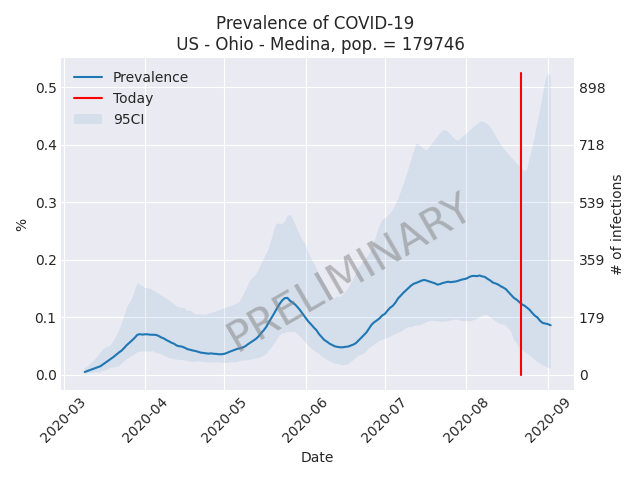 Prevalence of COVID-19
US - Ohio - Medina, pop. = 179746
Prevalence
Today
95CI
PRELIMINARY
%
0.5
0.4
0.3
0.2
0.1
0.0
898
718
539
359
179
0
# of infections
2020-03
2020-04
2020-05
2020-06
2020-07
2020-08
2020-09
Date